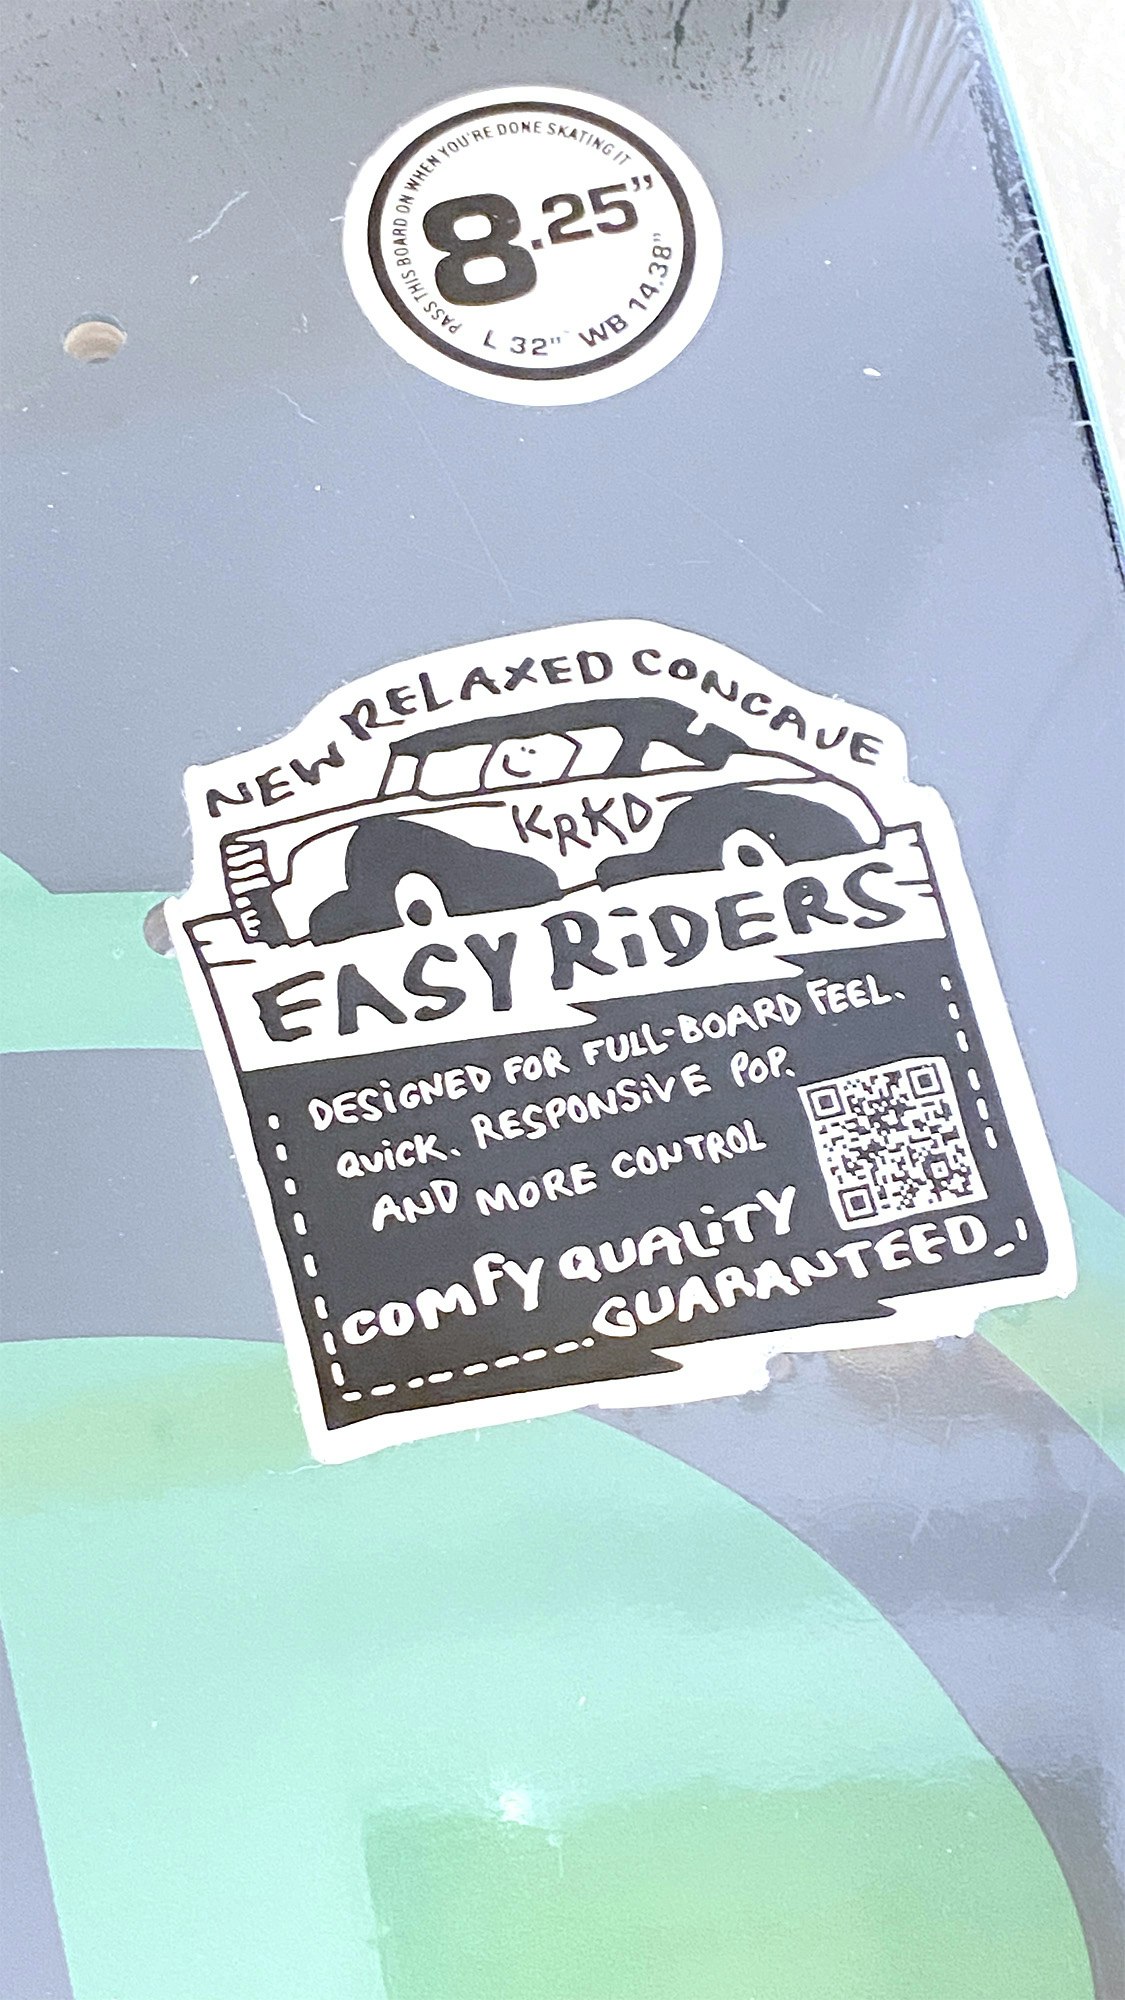 PASS THIS BOARD ON WHEN YOU'RE DONE SKATING IT
8.25"
L 32" WB 14.38"
NEW RELAXED CONCAVE
KRKD
EASY RiDERS
DESiGNED FOR FULL-BOARD FEEL.
QUiCK. RESPONSiVE POP.
AND MORE CONTROL
COMFY QUALiTY
GUARANTEED